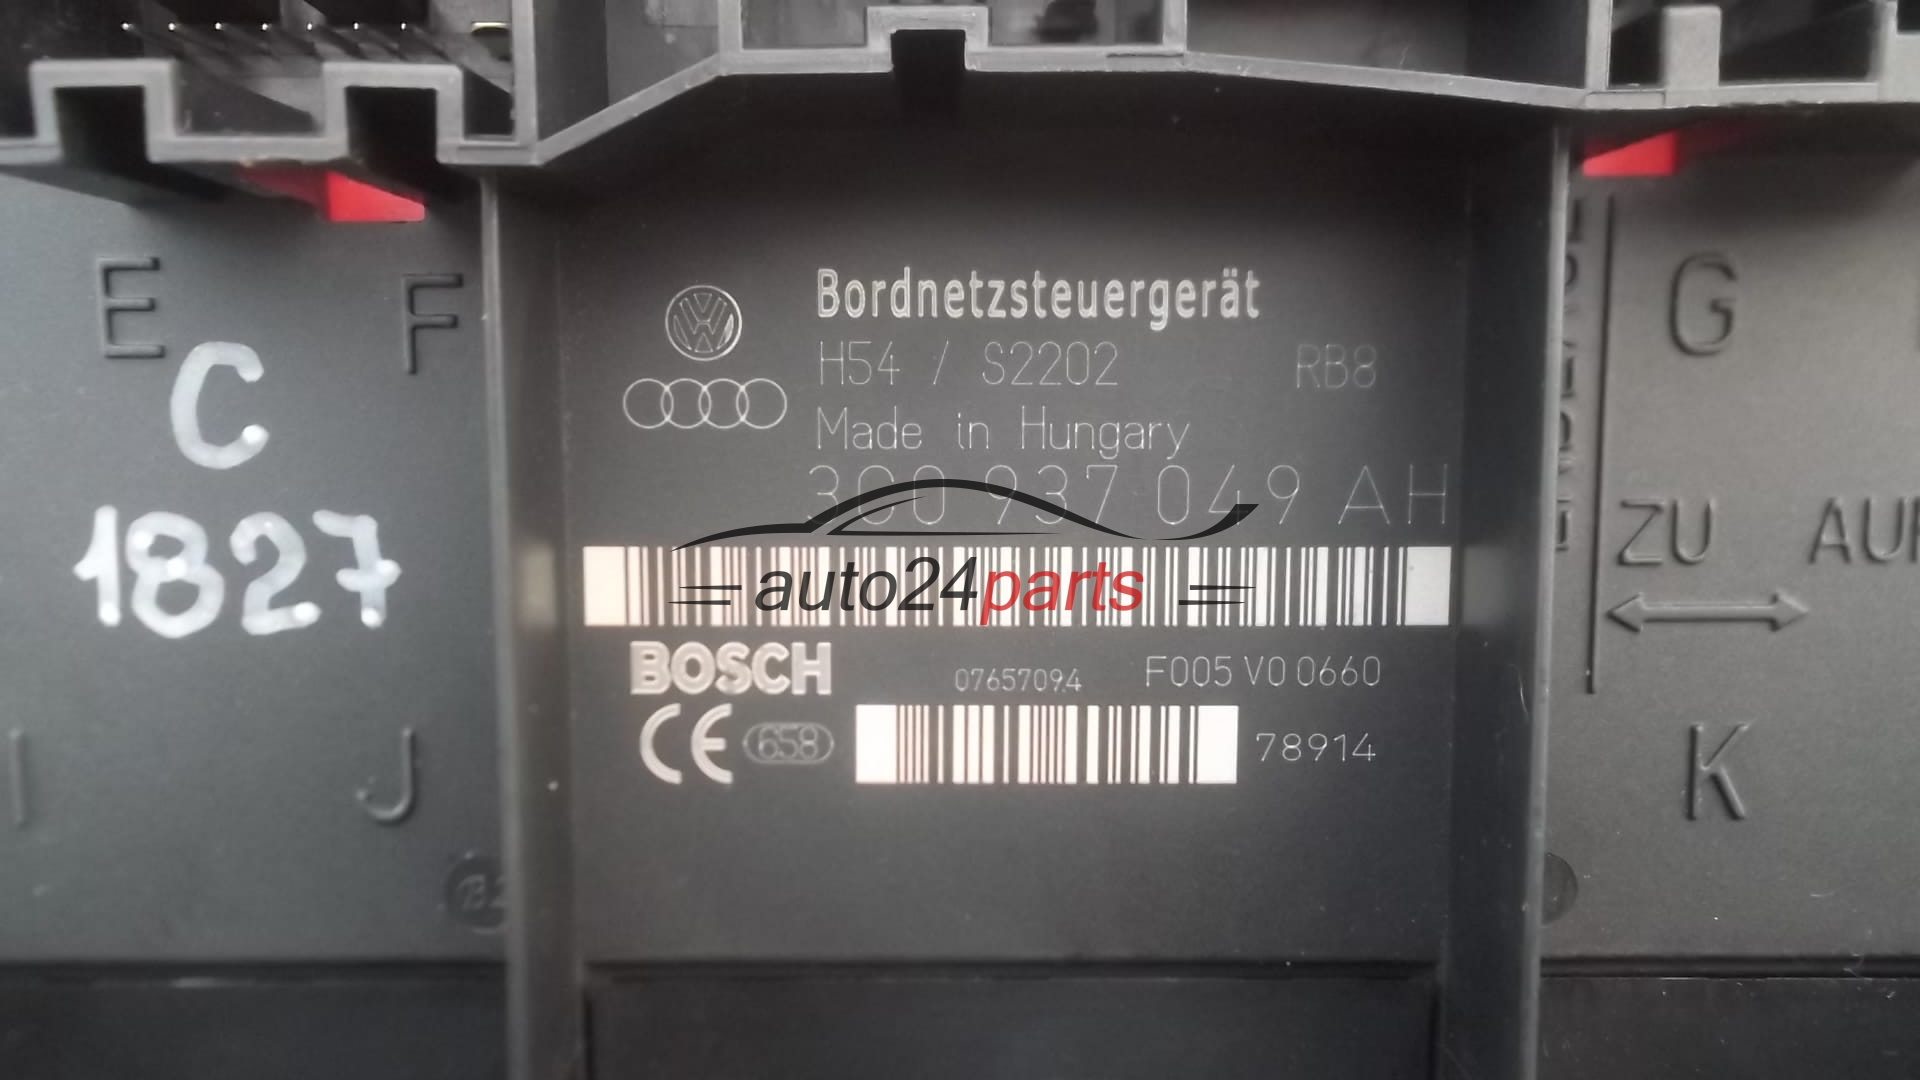 E
F
G
C
1827
Bordnetzsteuergerät
H54 / S2202 RB8
Made in Hungary
3C0 937 049 AH
auto24parts
ZU
BOSCH 07657094 F005 V0 0660
CE 658 78914
I
J
K